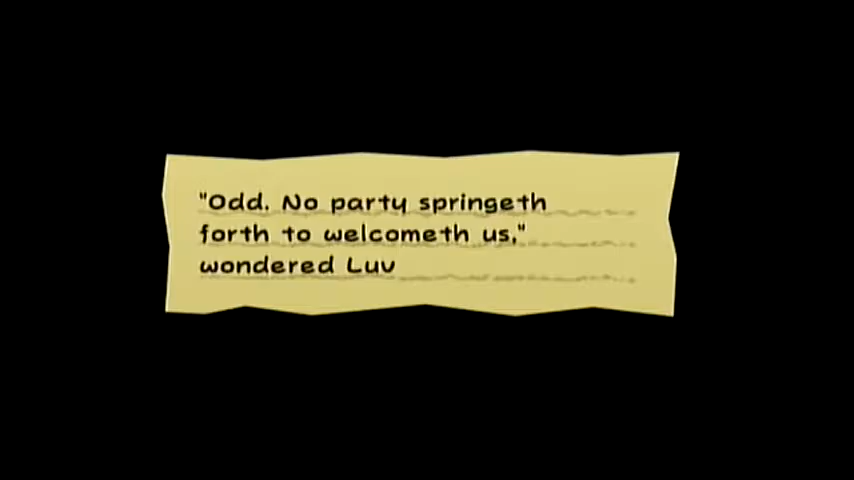 "Odd. No party springeth
forth to welcometh us,"
wondered Luv